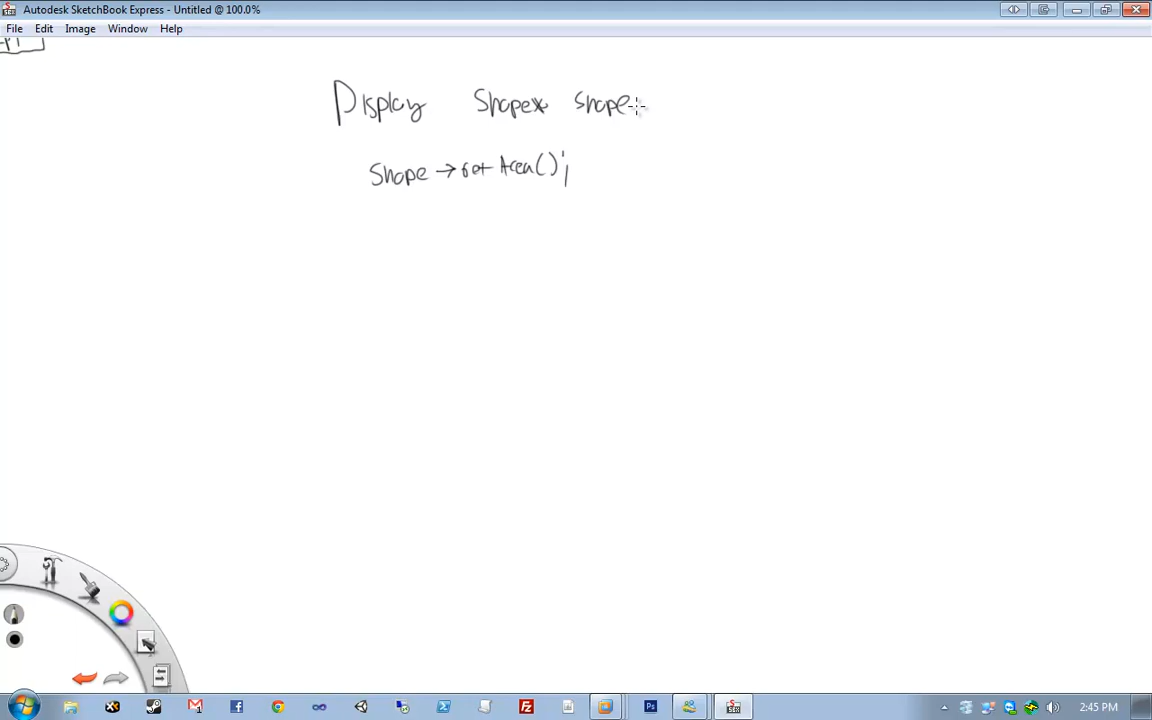 Autodesk SketchBook Express - Untitled @ 100.0%
File Edit Image Window Help
Display Shape* shape
Shape →GetArea();
2:45 PM